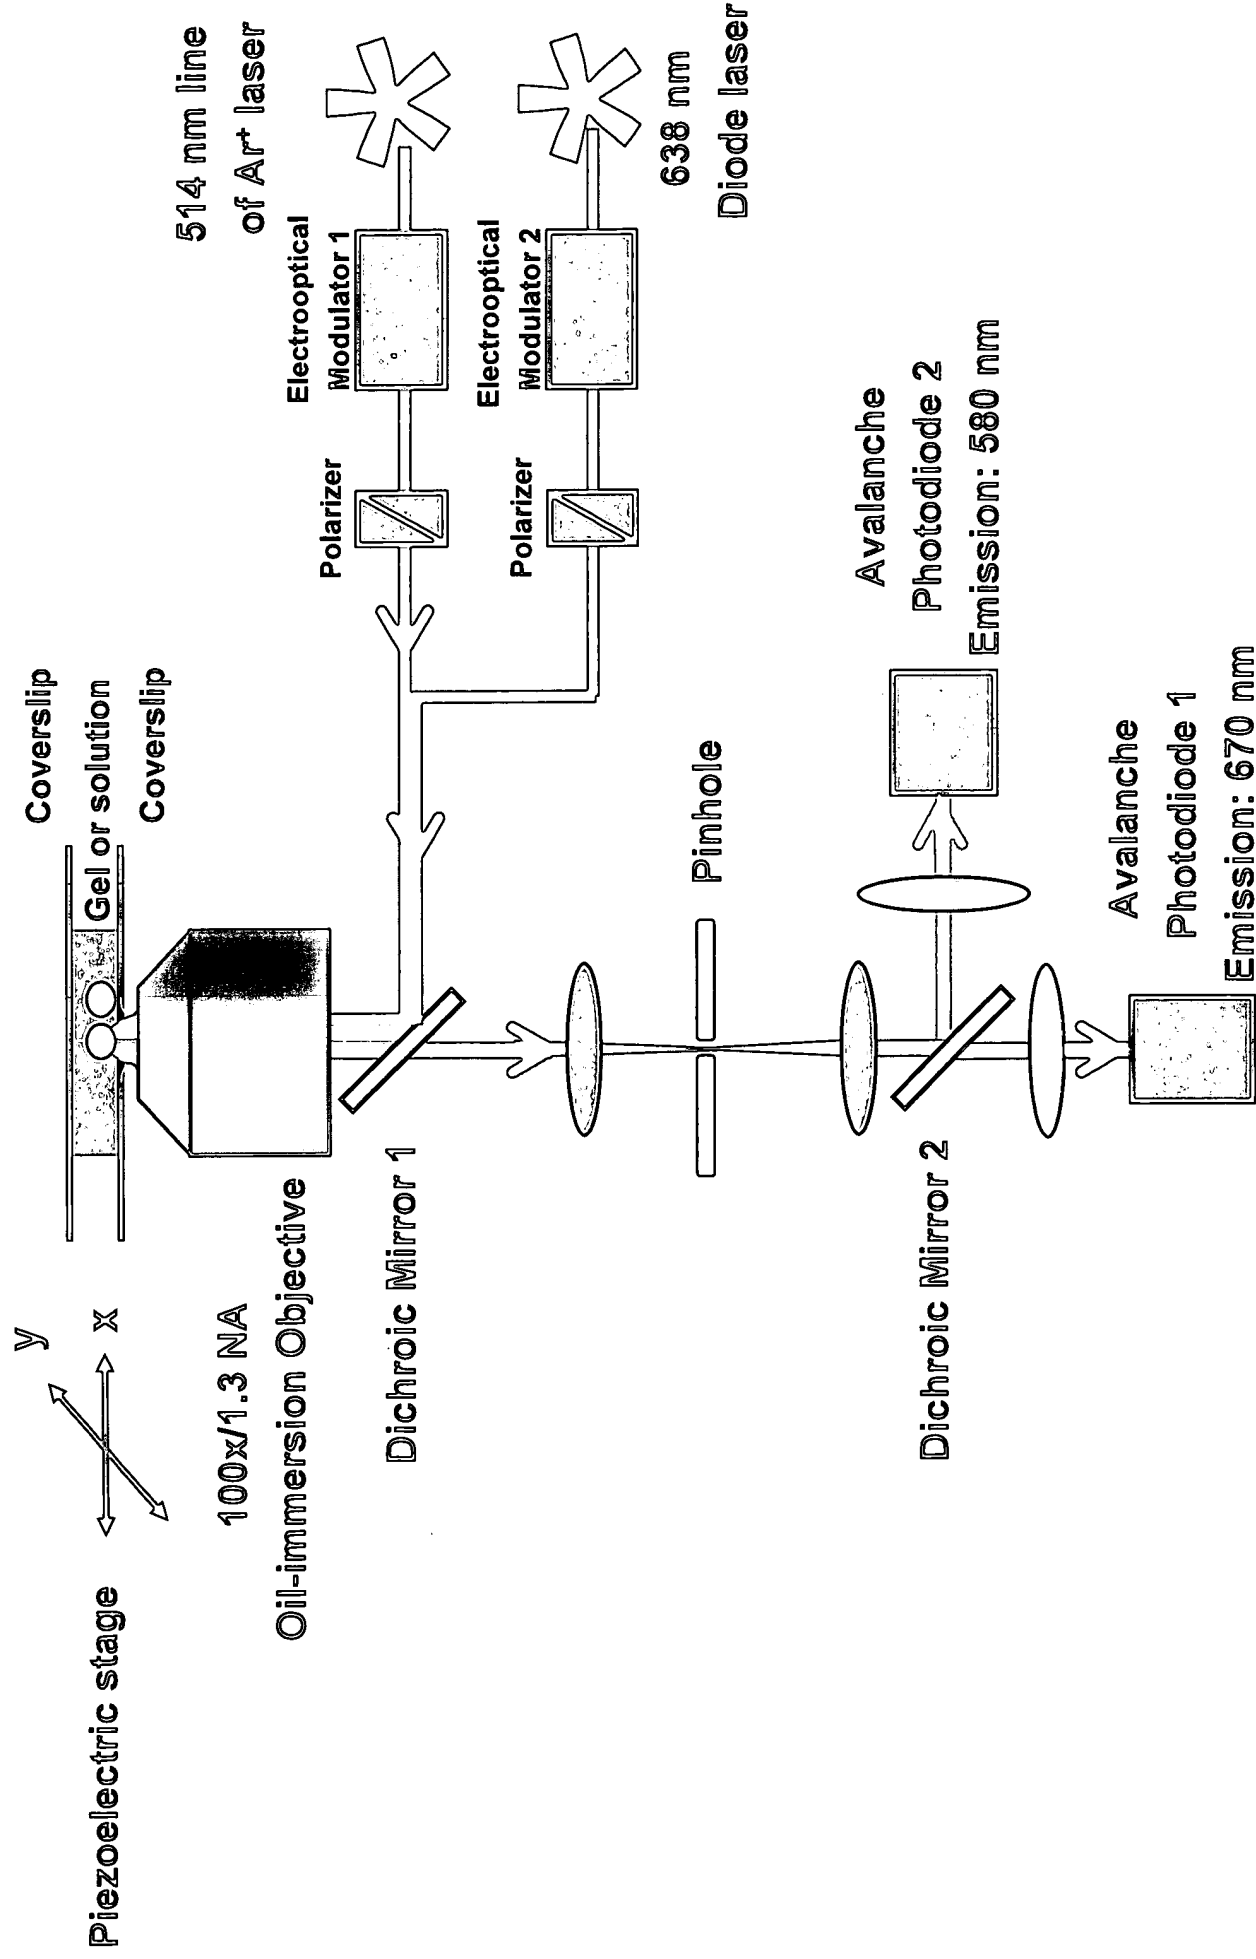 Piezoelectric stage
y
x
Coverslip
Gel or solution
Coverslip
514 nm line
of Ar⁺ laser
100x/1.3 NA
Oil-immersion Objective
Electrooptical
Modulator 1
Polarizer
Dichroic Mirror 1
Electrooptical
Modulator 2
Polarizer
638 nm
Diode laser
Pinhole
Dichroic Mirror 2
Avalanche
Photodiode 2
Emission: 580 nm
Avalanche
Photodiode 1
Emission: 670 nm